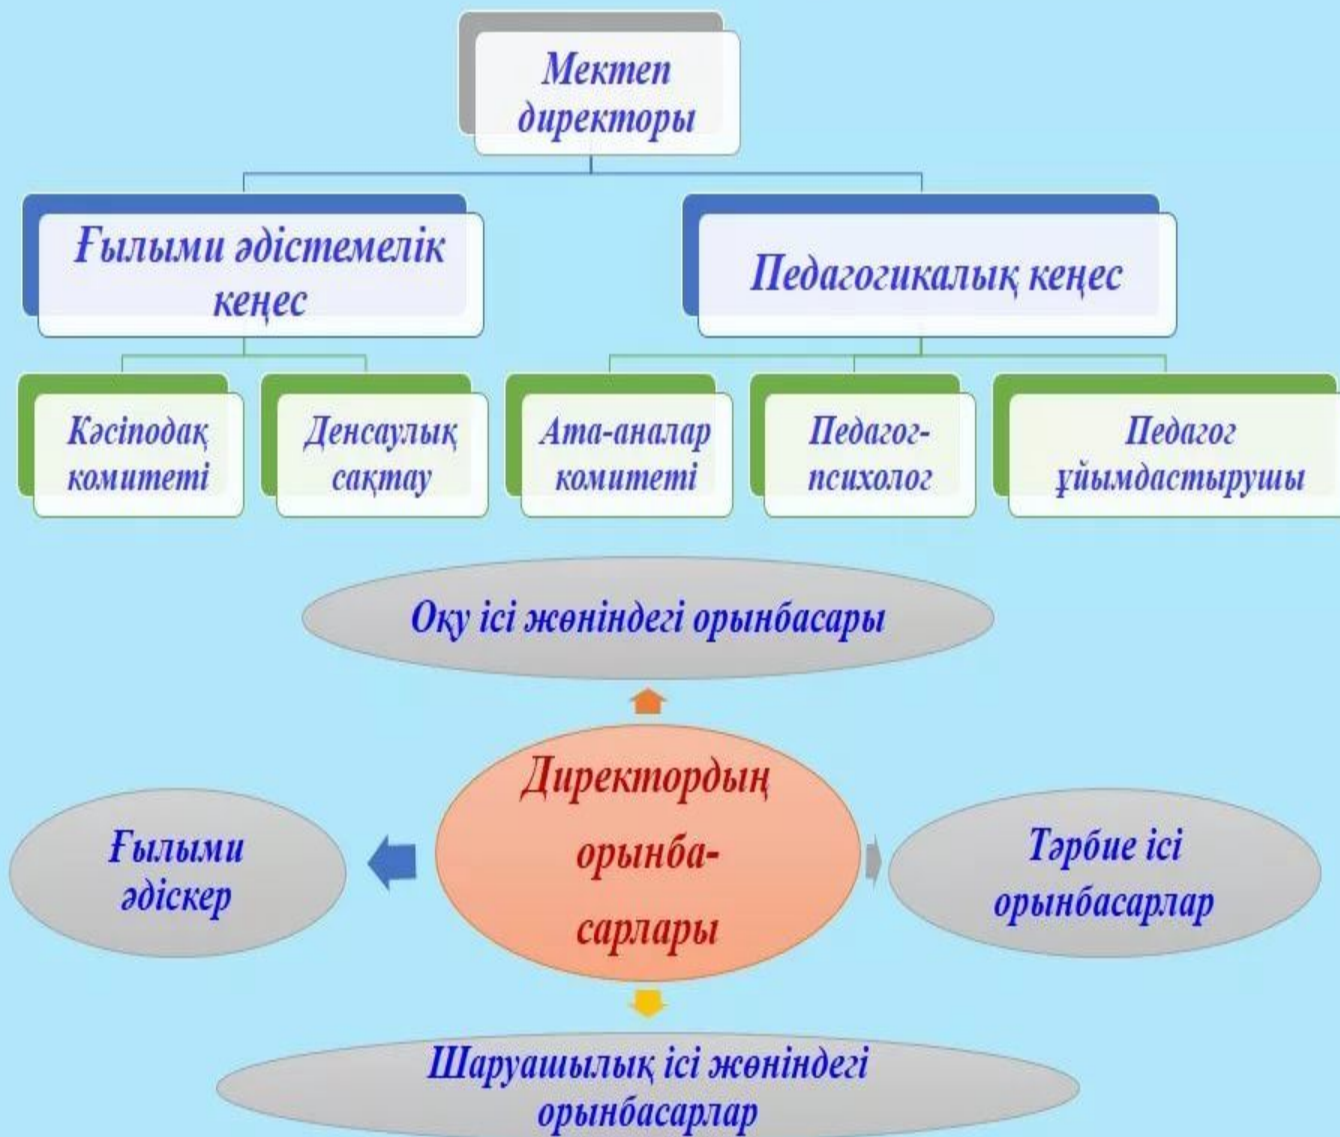 Мектеп
директоры
Ғылыми әдістемелік
кеңес
Педагогикалық кеңес
Кәсіподақ
комитеті
Денсаулық
сақтау
Ата-аналар
комитеті
Педагог-
психолог
Педагог
ұйымдастырушы
Оқу ісі жөніндегі орынбасары
Директордың
орынба-
сарлары
Ғылыми
әдіскер
Тәрбие ісі
орынбасарлар
Шаруашылық ісі жөніндегі
орынбасарлар